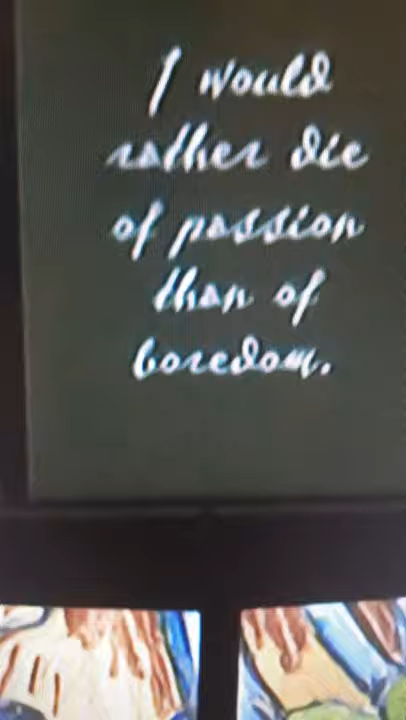 I would
rather die
of passion
than of
boredom.